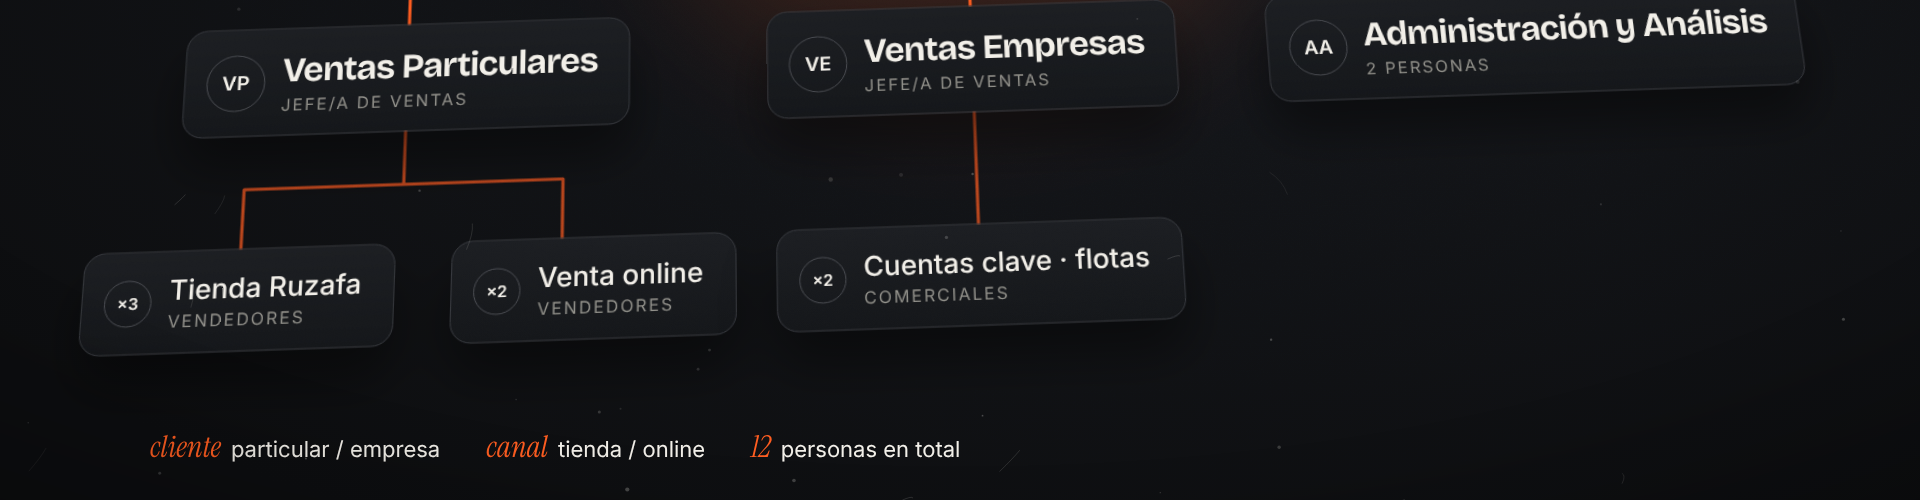 VP
Ventas Particulares
JEFE/A DE VENTAS
VE
Ventas Empresas
JEFE/A DE VENTAS
AA
Administración y Análisis
2 PERSONAS
×3
Tienda Ruzafa
VENDEDORES
×2
Venta online
VENDEDORES
×2
Cuentas clave · flotas
COMERCIALES
cliente particular / empresa
canal tienda / online
12 personas en total